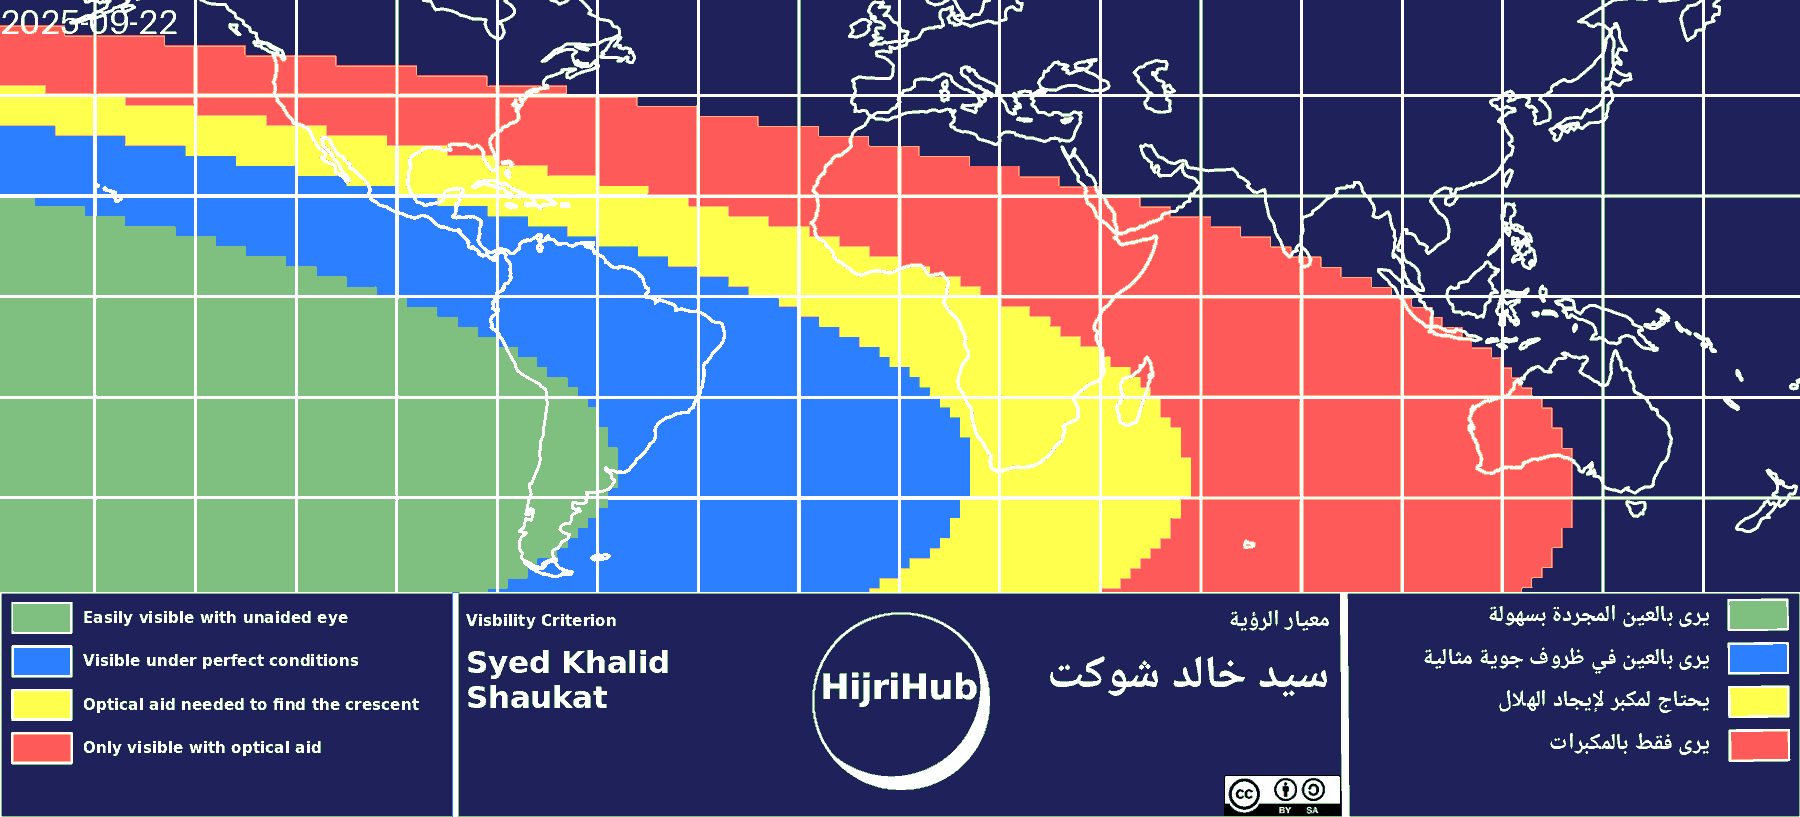 2025-09-22
Easily visible with unaided eye
Visible under perfect conditions
Optical aid needed to find the crescent
Only visible with optical aid
Visbility Criterion
Syed Khalid
Shaukat
HijriHub
معيار الرؤية
سيد خالد شوكت
cc
BY SA
يرى بالعين المجردة بسهولة
يرى بالعين في ظروف جوية مثالية
يحتاج لمكبر لإيجاد الهلال
يرى فقط بالمكبرات